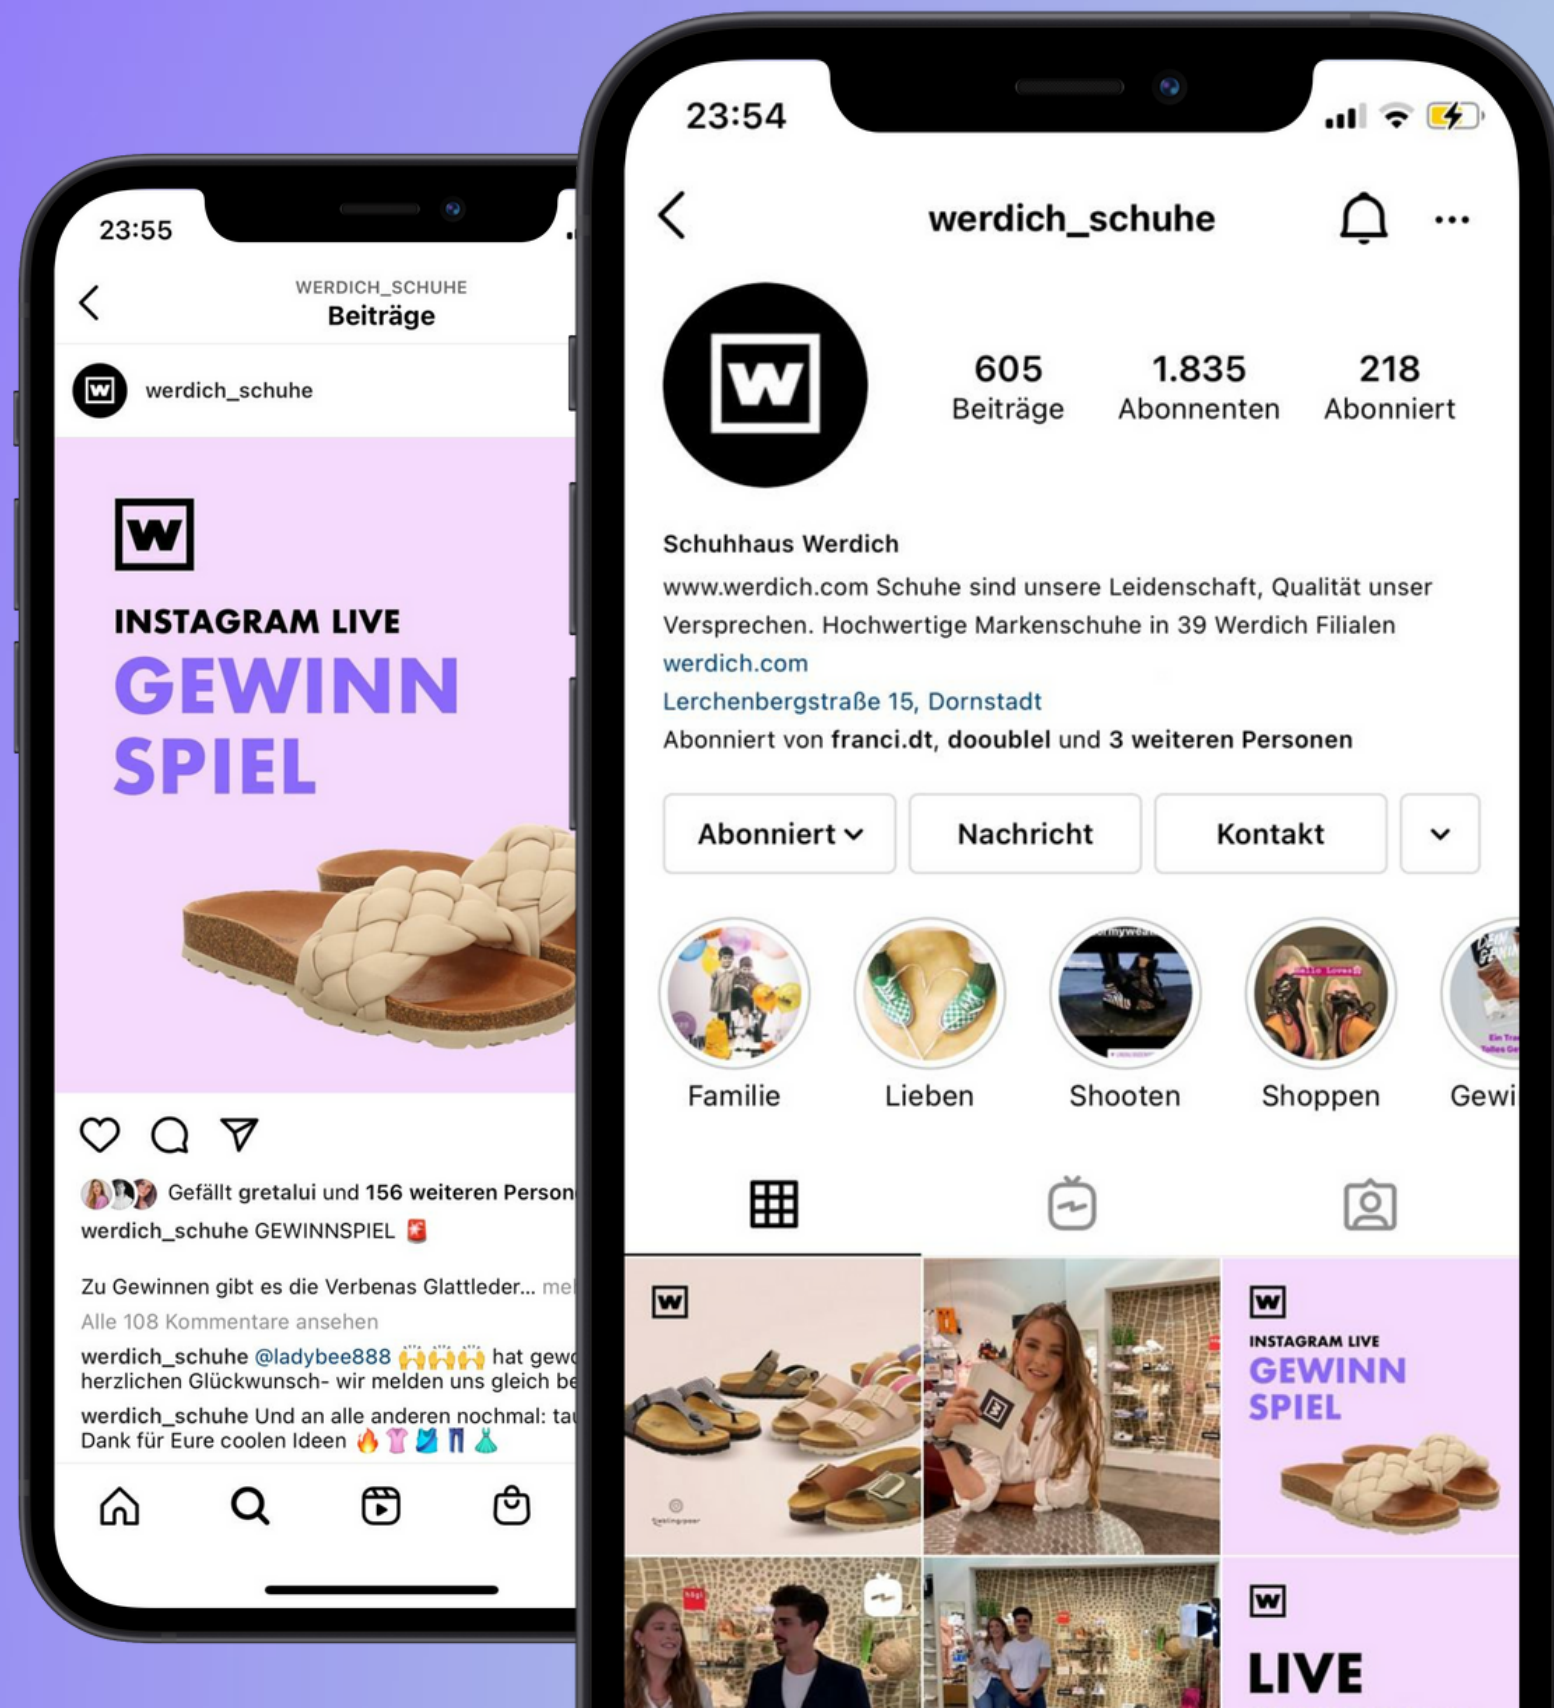 23:55
WERDICH_SCHUHE
Beiträge
W
werdich_schuhe
W
INSTAGRAM LIVE
GEWINN
SPIEL
Gefällt gretalui und 156 weiteren Person
werdich_schuhe GEWINNSPIEL 🚨
Zu Gewinnen gibt es die Verbenas Glattleder...
Alle 108 Kommentare ansehen
werdich_schuhe @ladybee888 🙌🙌🙌 hat
herzlichen Glückwunsch- wir melden uns gleich
werdich_schuhe Und an alle anderen nochmal:
Dank für Eure coolen Ideen 🔥👚🎽👖👗
23:54
werdich_schuhe
W
605
Beiträge
1.835
Abonnenten
218
Abonniert
Schuhhaus Werdich
www.werdich.com Schuhe sind unsere Leidenschaft, Qualität unser
Versprechen. Hochwertige Markenschuhe in 39 Werdich Filialen
werdich.com
Lerchenbergstraße 15, Dornstadt
Abonniert von franci.dt, dooublel und 3 weiteren Personen
Abonniert
Nachricht
Kontakt
Hello Loves
DEIN
Familie
Lieben
Shooten
Shoppen
Gewi
W
W
W
INSTAGRAM LIVE
GEWINN
SPIEL
högl
W
LIVE